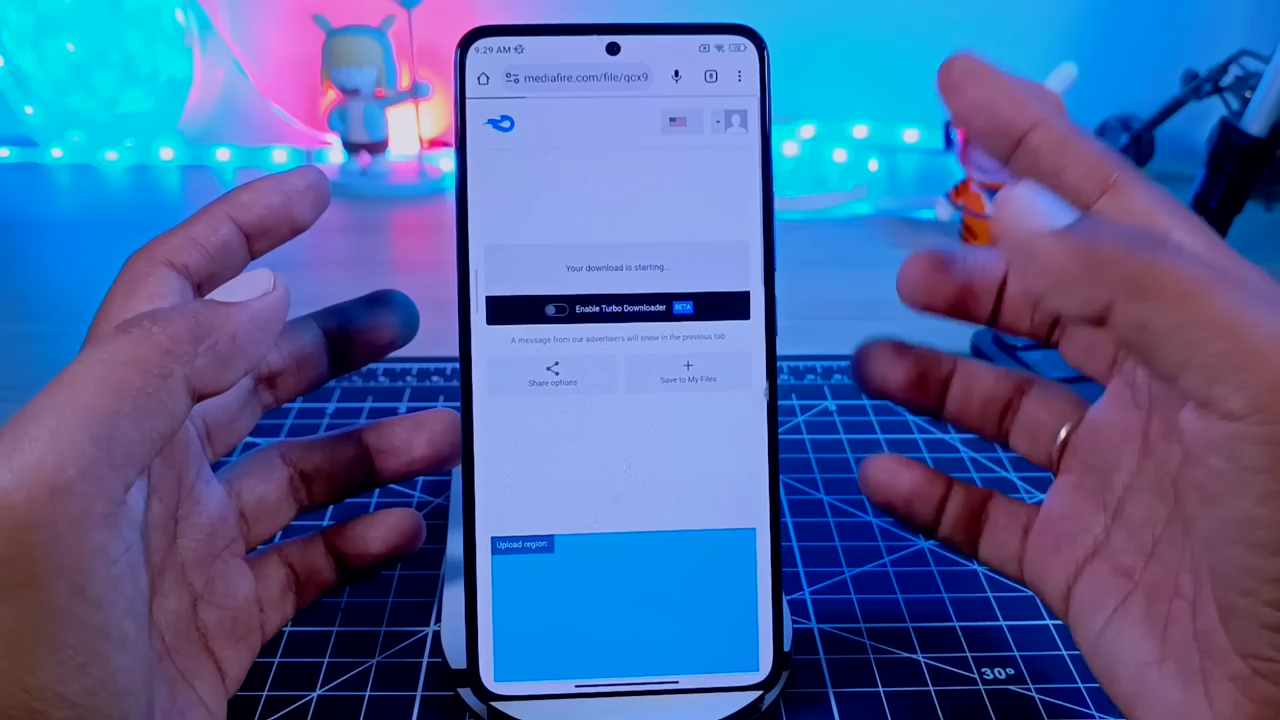 9:29 AM
mediafire.com/file/qcx9
8
Your download is starting...
Enable Turbo Downloader BETA
A message from our advertisers will show in the previous tab
Share options
Save to My Files
Upload region:
30°